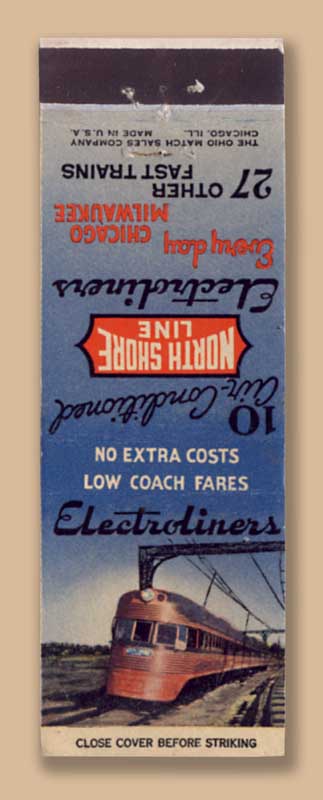 10 Air-Conditioned
NORTH SHORE
LINE
Electroliners
Every day CHICAGO
MILWAUKEE
27 OTHER
FAST TRAINS
THE OHIO MATCH SALES COMPANY
CHICAGO, ILL. MADE IN U.S.A.
NO EXTRA COSTS
LOW COACH FARES
Electroliners
CLOSE COVER BEFORE STRIKING